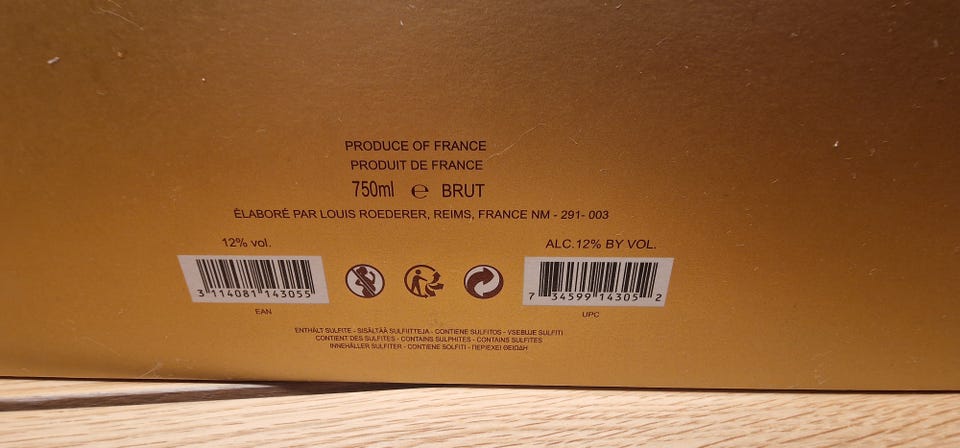 PRODUCE OF FRANCE
PRODUIT DE FRANCE
750ml ℮ BRUT
ÉLABORÉ PAR LOUIS ROEDERER, REIMS, FRANCE NM - 291- 003
12% vol.
ALC.12% BY VOL.
3 114081 143055
7 34599 14305 2
EAN
UPC
ENTHÄLT SULFITE - SISÄLTÄÄ SULFIITTEJA - CONTIENE SULFITOS - VSEBUJE SULFITI
CONTIENT DES SULFITES - CONTAINS SULPHITES - CONTAINS SULFITES
INNEHÅLLER SULFITER - CONTIENE SOLFITI - ΠΕΡΙΕΧΕΙ ΘΕΙΩΔΗ